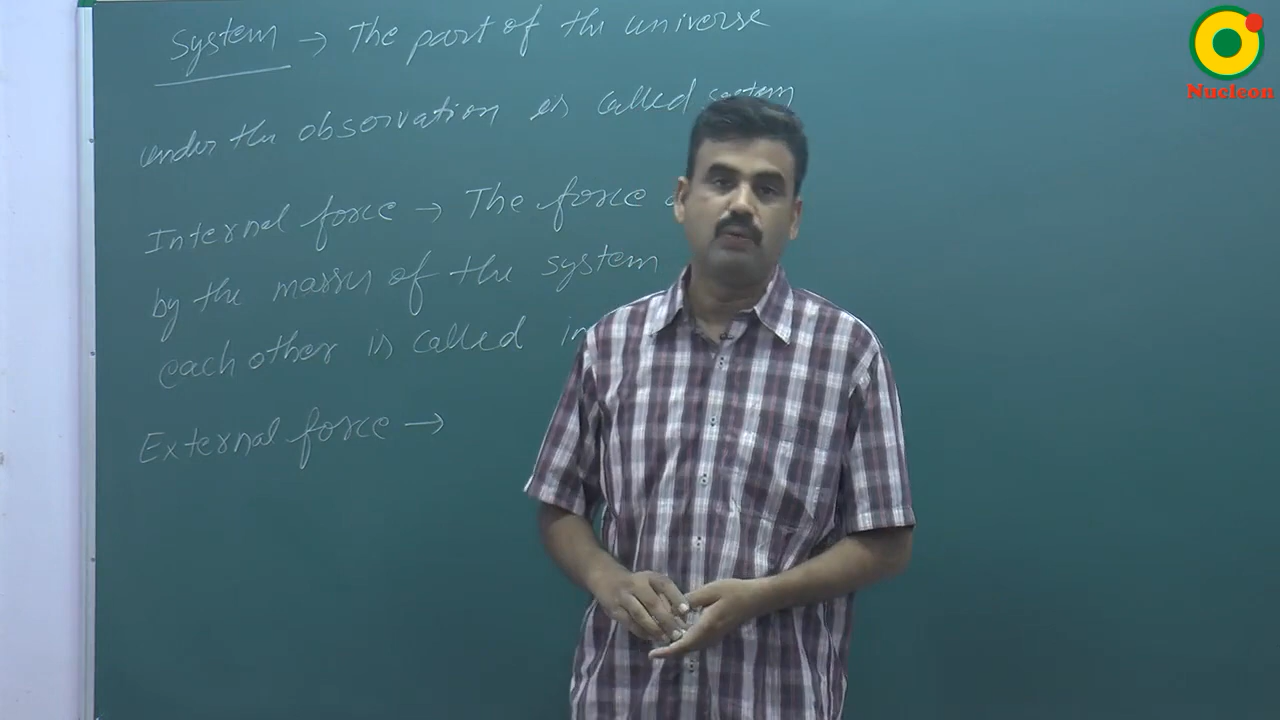 System → The part of the universe
under the observation is called system
Internal force → The force
by the masses of the system
each other is called
External force →
Nucleon